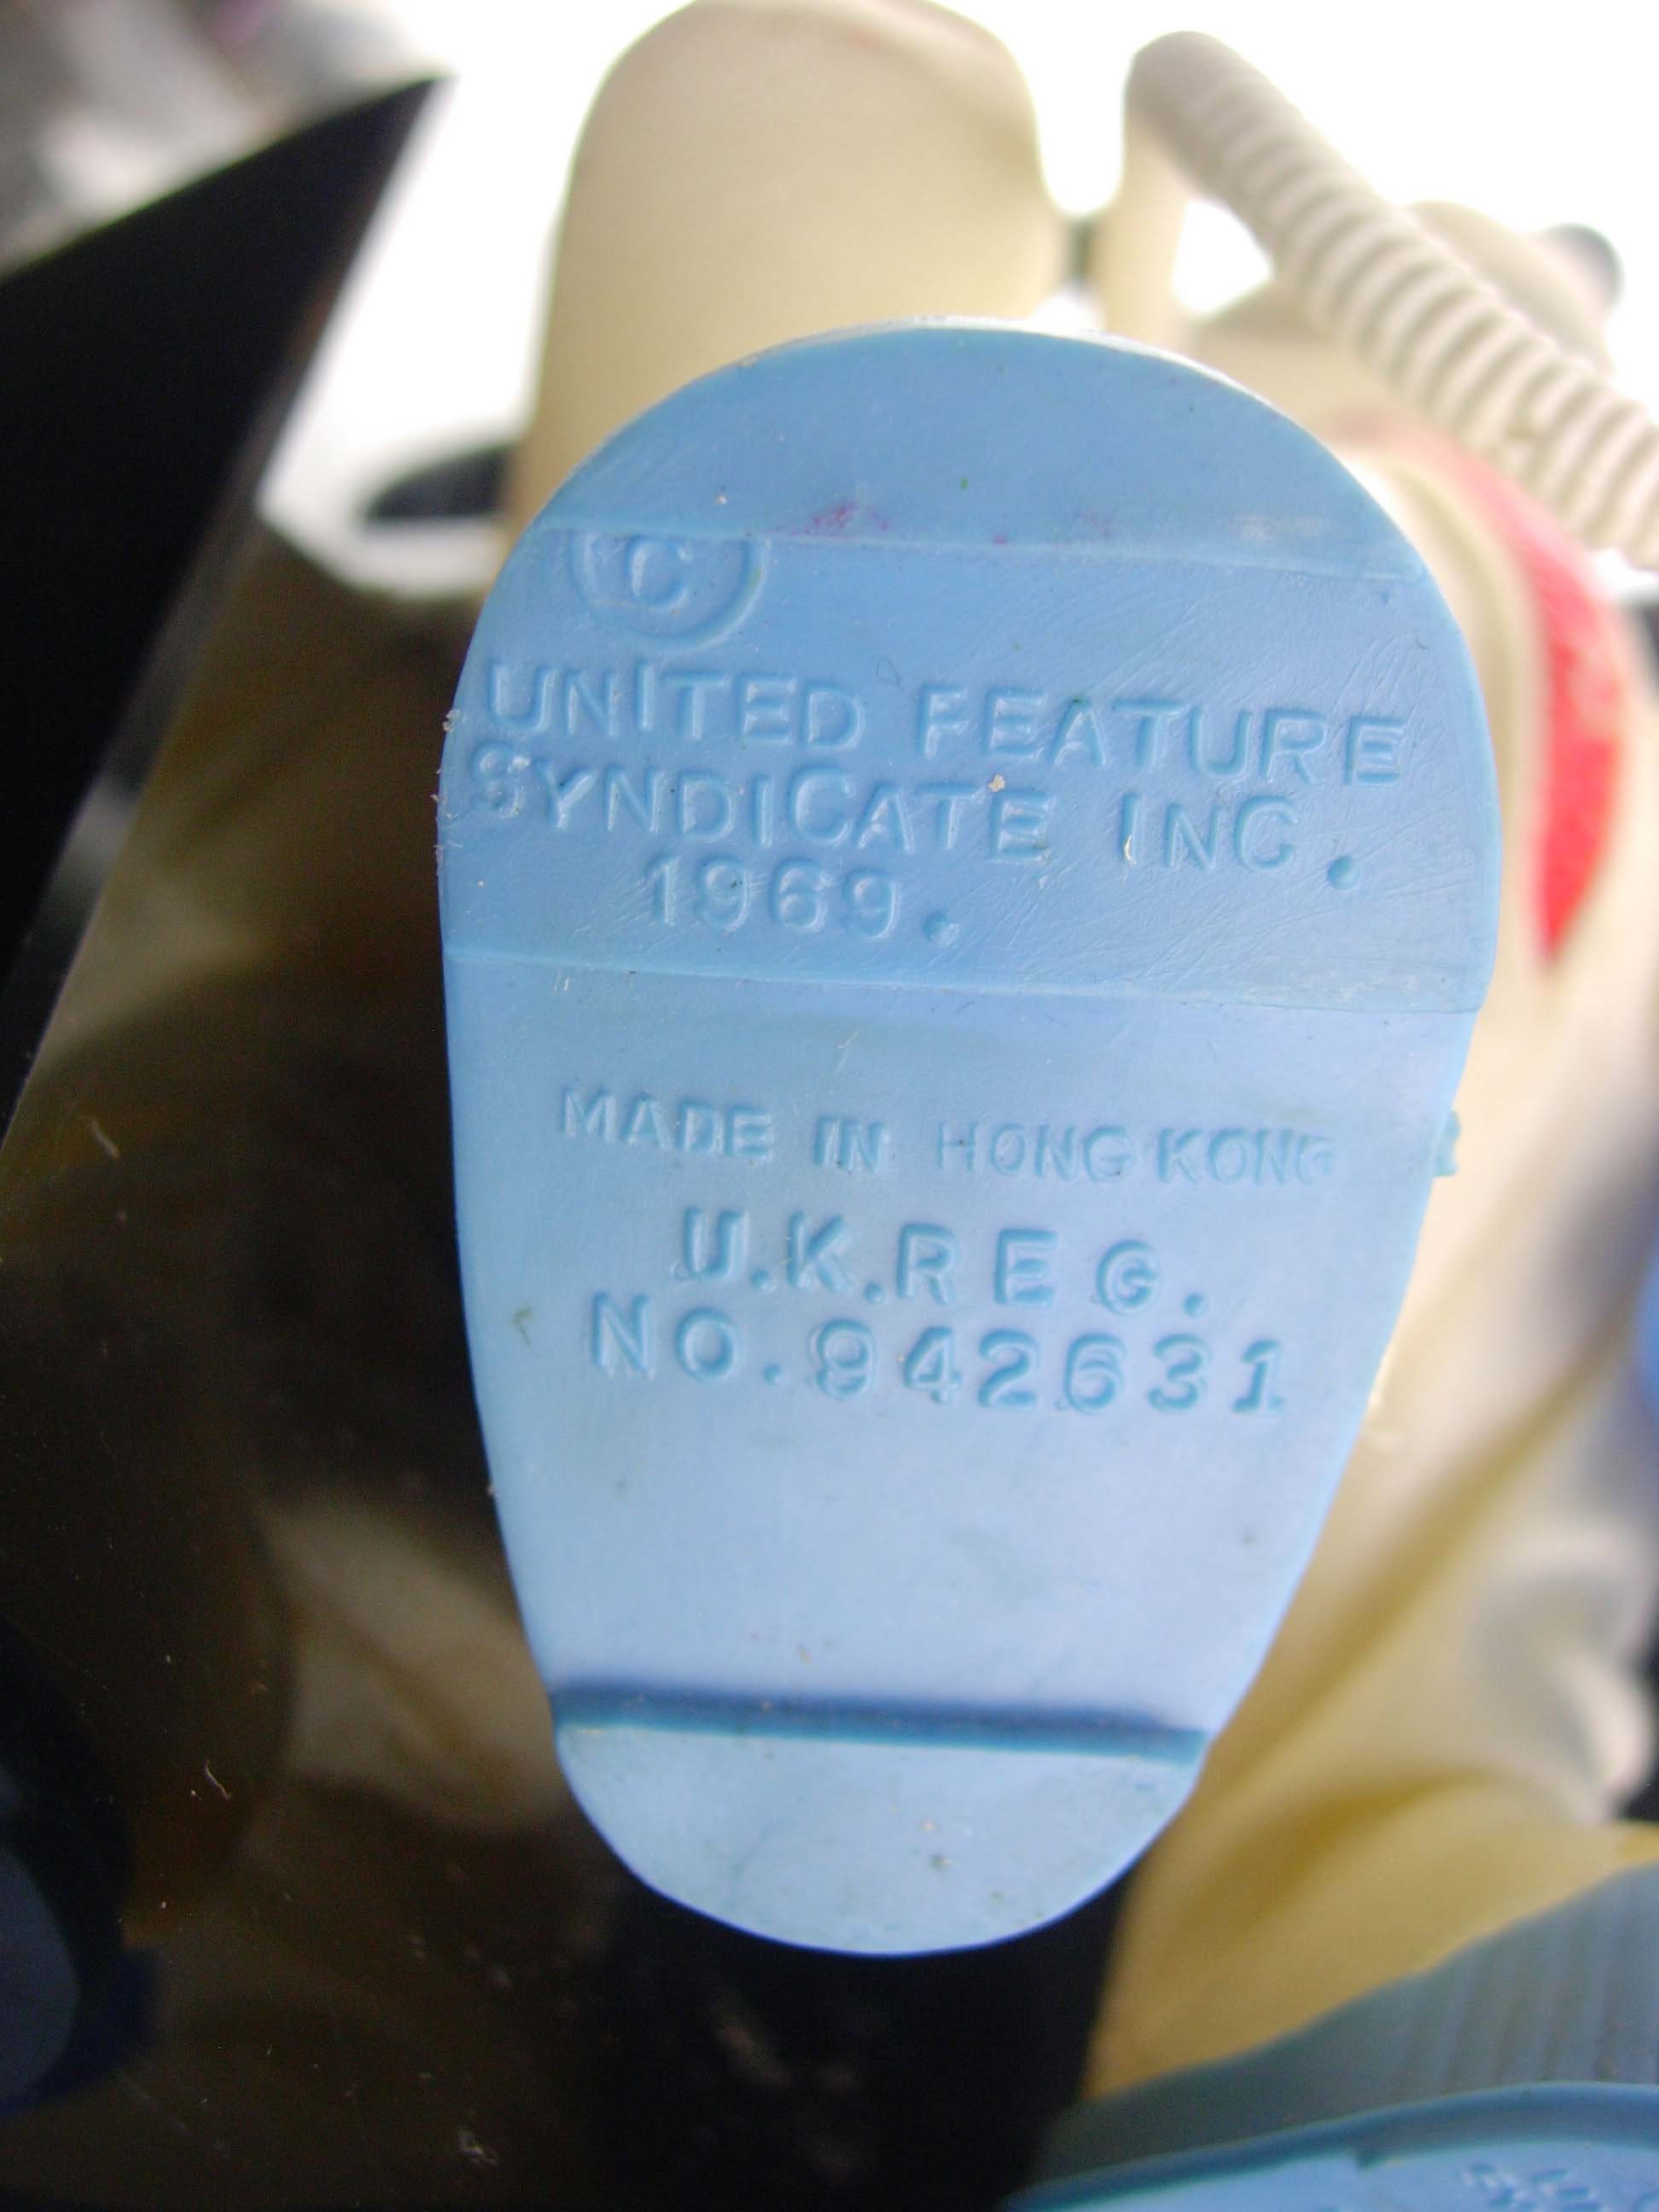 ©
UNITED FEATURE
SYNDICATE INC.
1969.
MADE IN HONG KONG
U.K.REG.
NO.942631